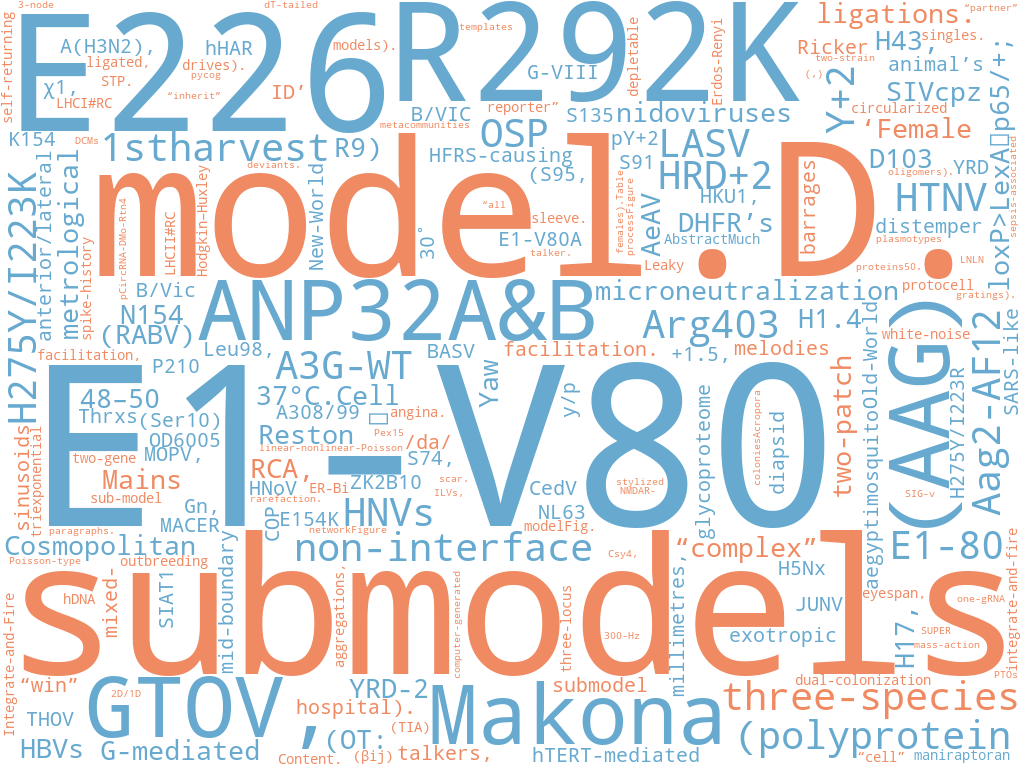 3-node
dT-tailed
templates
"partner"
self-returning
E226
R292K
ligations.
A(H3N2),
hHAR
models).
depletable
Erdos-Renyi
Ricker
H43,
singles.
ligated,
drives).
two-strain
animal's
χ1,
STP.
pycog
G-VIII
(,)
SIVcpz
LHCI#RC
"inherit"
ID'
B/VIC
reporter"
S135
nidoviruses
Y+2
circularized
metacommunities
'Female
K154
DCMs
1stharvest
R9)
OSP
pY+2
LASV
HFRS-causing
deviants.
(S95,
S91
HRD+2
D103
YRD
oligomers).
loxP>LexA▯p65/+;
sepsis-associated
anterior/lateral
metrological
model.D.
New-World
Hodgkin-Huxley
LHCII#RC
pCircRNA-DMo-Rtn4
spike-history
30°
"all
sleeve.
E1-V80A
talker.
females).Table
processFigure
AeAV
HKU1,
DHFR's
AbstractMuch
barrages
HTNV
distemper
plasmotypes
Leaky
proteins50.
LNLN
protocell
gratings).
H275Y/I223K
B/Vic
N154
(RABV)
ANP32A&B
microneutralization
Arg403
H1.4
white-noise
facilitation,
P210
Leu98,
A3G-WT
BASV
facilitation.
+1.5,
melodies
SARS-like
E1-V80
48–50
Thrxs
(Ser10)
37°C.Cell
A308/99
▯
angina.
Yaw
y/p
OD6005
Reston
Pex15
/da/
linear-nonlinear-Poisson
two-gene
MOPV,
RCA,
S74,
Mains
HNoV
ER-Bi
ZK2B10
scar.
ILVs,
sub-model
rarefaction.
Gn,
MACER,
COP
E154K
HNVs
networkFigure
CedV
NL63
modelFig.
stylized
NMDAR-
glycoproteome
coloniesAcropora
diapsid
two-patch
aegyptimosquitoOld-World
(AAG)
SIG-v
H275Y/I223R
Aag2-AF12
sinusoids
triexponential
paragraphs.
Cosmopolitan
Poisson-type
outbreeding
non-interface
Csy4,
"complex"
E1-80
H5Nx
submodels
hDNA
mixed-
SIAT1
mid-boundary
aggregations,
computer-generated
three-locus
300-Hz
millimetres,
JUNV
exotropic
eyespan,
one-gRNA
H17,
SUPER
mass-action
integrate-and-fire
PTOs
Integrate-and-Fire
"win"
2D/1D
GTOV,
YRD-2
hospital).
(TIA)
Makona
submodel
dual-colonization
three-species
THOV
HBVs
G-mediated
Content.
(OT:
(βij)
talkers,
hTERT-mediated
(polyprotein
"cell"
maniraptoran